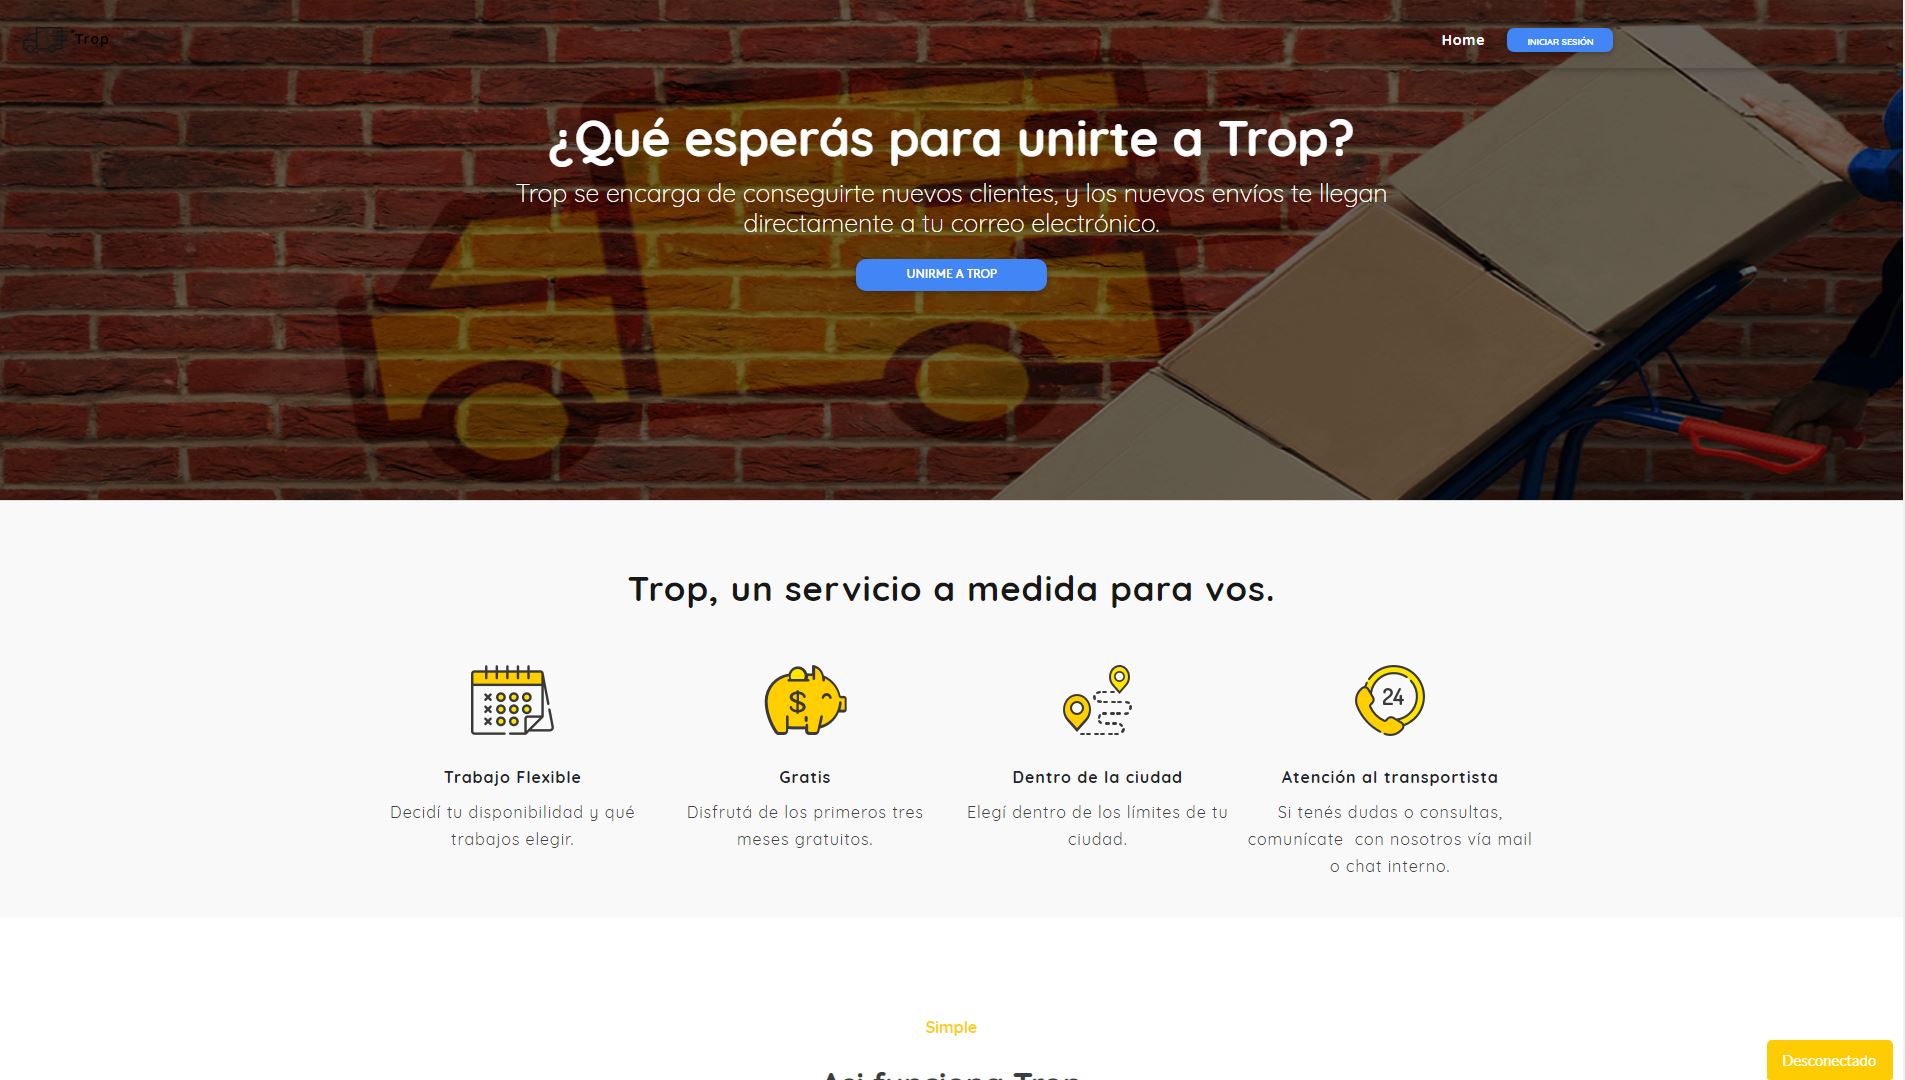 Trop
Home
INICIAR SESIÓN
¿Qué esperás para unirte a Trop?
Trop se encarga de conseguirte nuevos clientes, y los nuevos envíos te llegan
directamente a tu correo electrónico.
UNIRME A TROP
Trop, un servicio a medida para vos.
$
24
Trabajo Flexible
Decidí tu disponibilidad y qué
trabajos elegir.
Gratis
Disfrutá de los primeros tres
meses gratuitos.
Dentro de la ciudad
Elegí dentro de los límites de tu
ciudad.
Atención al transportista
Si tenés dudas o consultas,
comunícate  con nosotros vía mail
o chat interno.
Simple
Asi funciona Trop
Desconectado